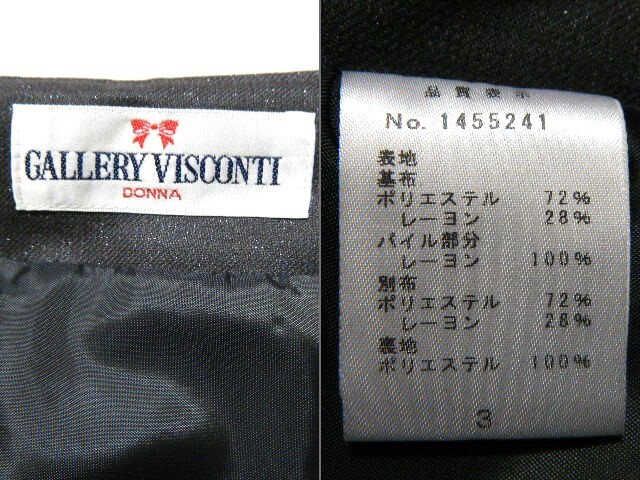 GALLERY VISCONTI
DONNA
品質表示
No. 1455241
表地
基布
ポリエステル 72%
レーヨン 28%
パイル部分
レーヨン 100%
別布
ポリエステル 72%
レーヨン 28%
裏地
ポリエステル 100%
3